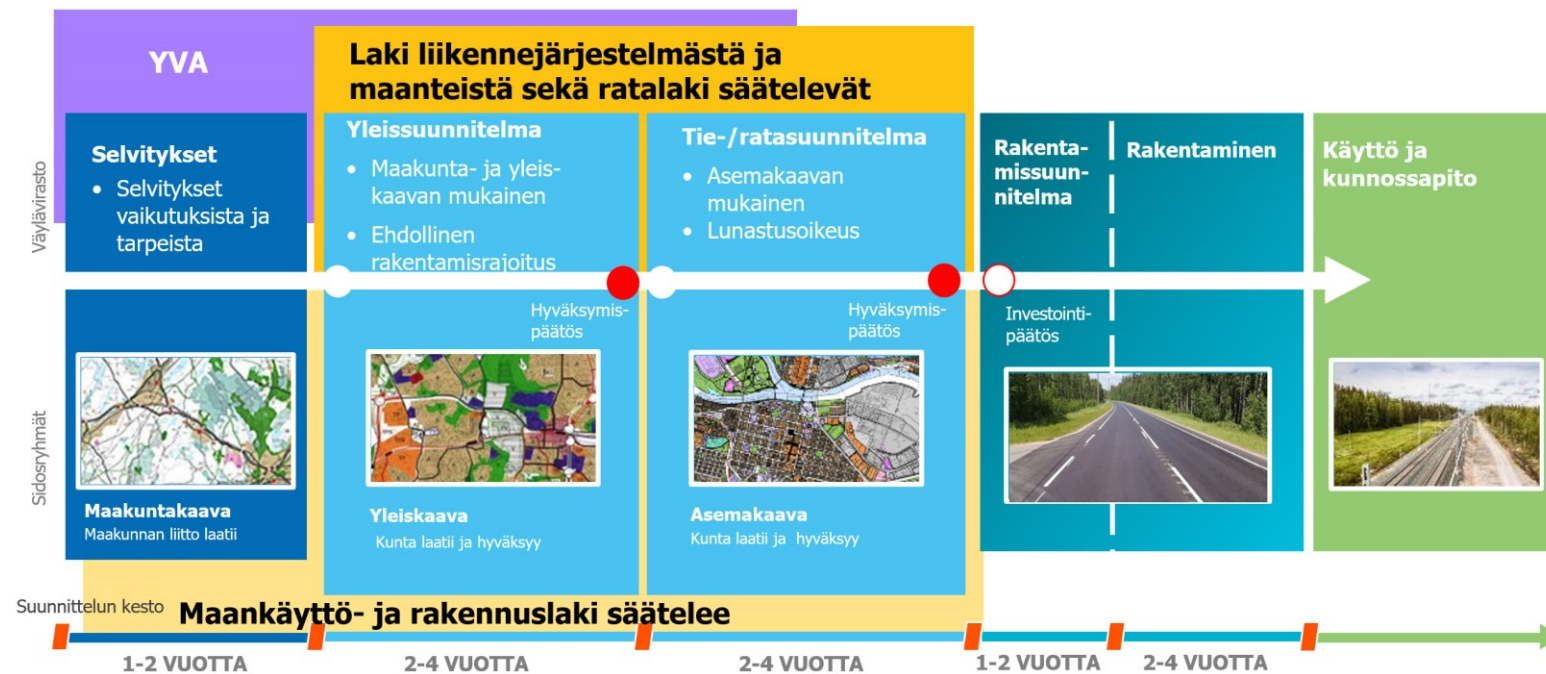 YVA
Laki liikennejärjestelmästä ja
maanteistä sekä ratalaki säätelevät
Väylävirasto
Selvitykset
• Selvitykset
vaikutuksista ja
tarpeista
Yleissuunnitelma
• Maakunta- ja yleis-
kaavan mukainen
• Ehdollinen
rakentamisrajoitus
Tie-/ratasuunnitelma
• Asemakaavan
mukainen
• Lunastusoikeus
Rakenta-
missuun-
nitelma
Rakentaminen
Käyttö ja
kunnossapito
Hyväksymis-
päätös
Hyväksymis-
päätös
Investointi-
päätös
Sidosryhmät
Maakuntakaava
Maakunnan liitto laatii
Yleiskaava
Kunta laatii ja hyväksyy
Asemakaava
Kunta laatii ja hyväksyy
Suunnittelun kesto
Maankäyttö- ja rakennuslaki säätelee
1-2 VUOTTA
2-4 VUOTTA
2-4 VUOTTA
1-2 VUOTTA
2-4 VUOTTA